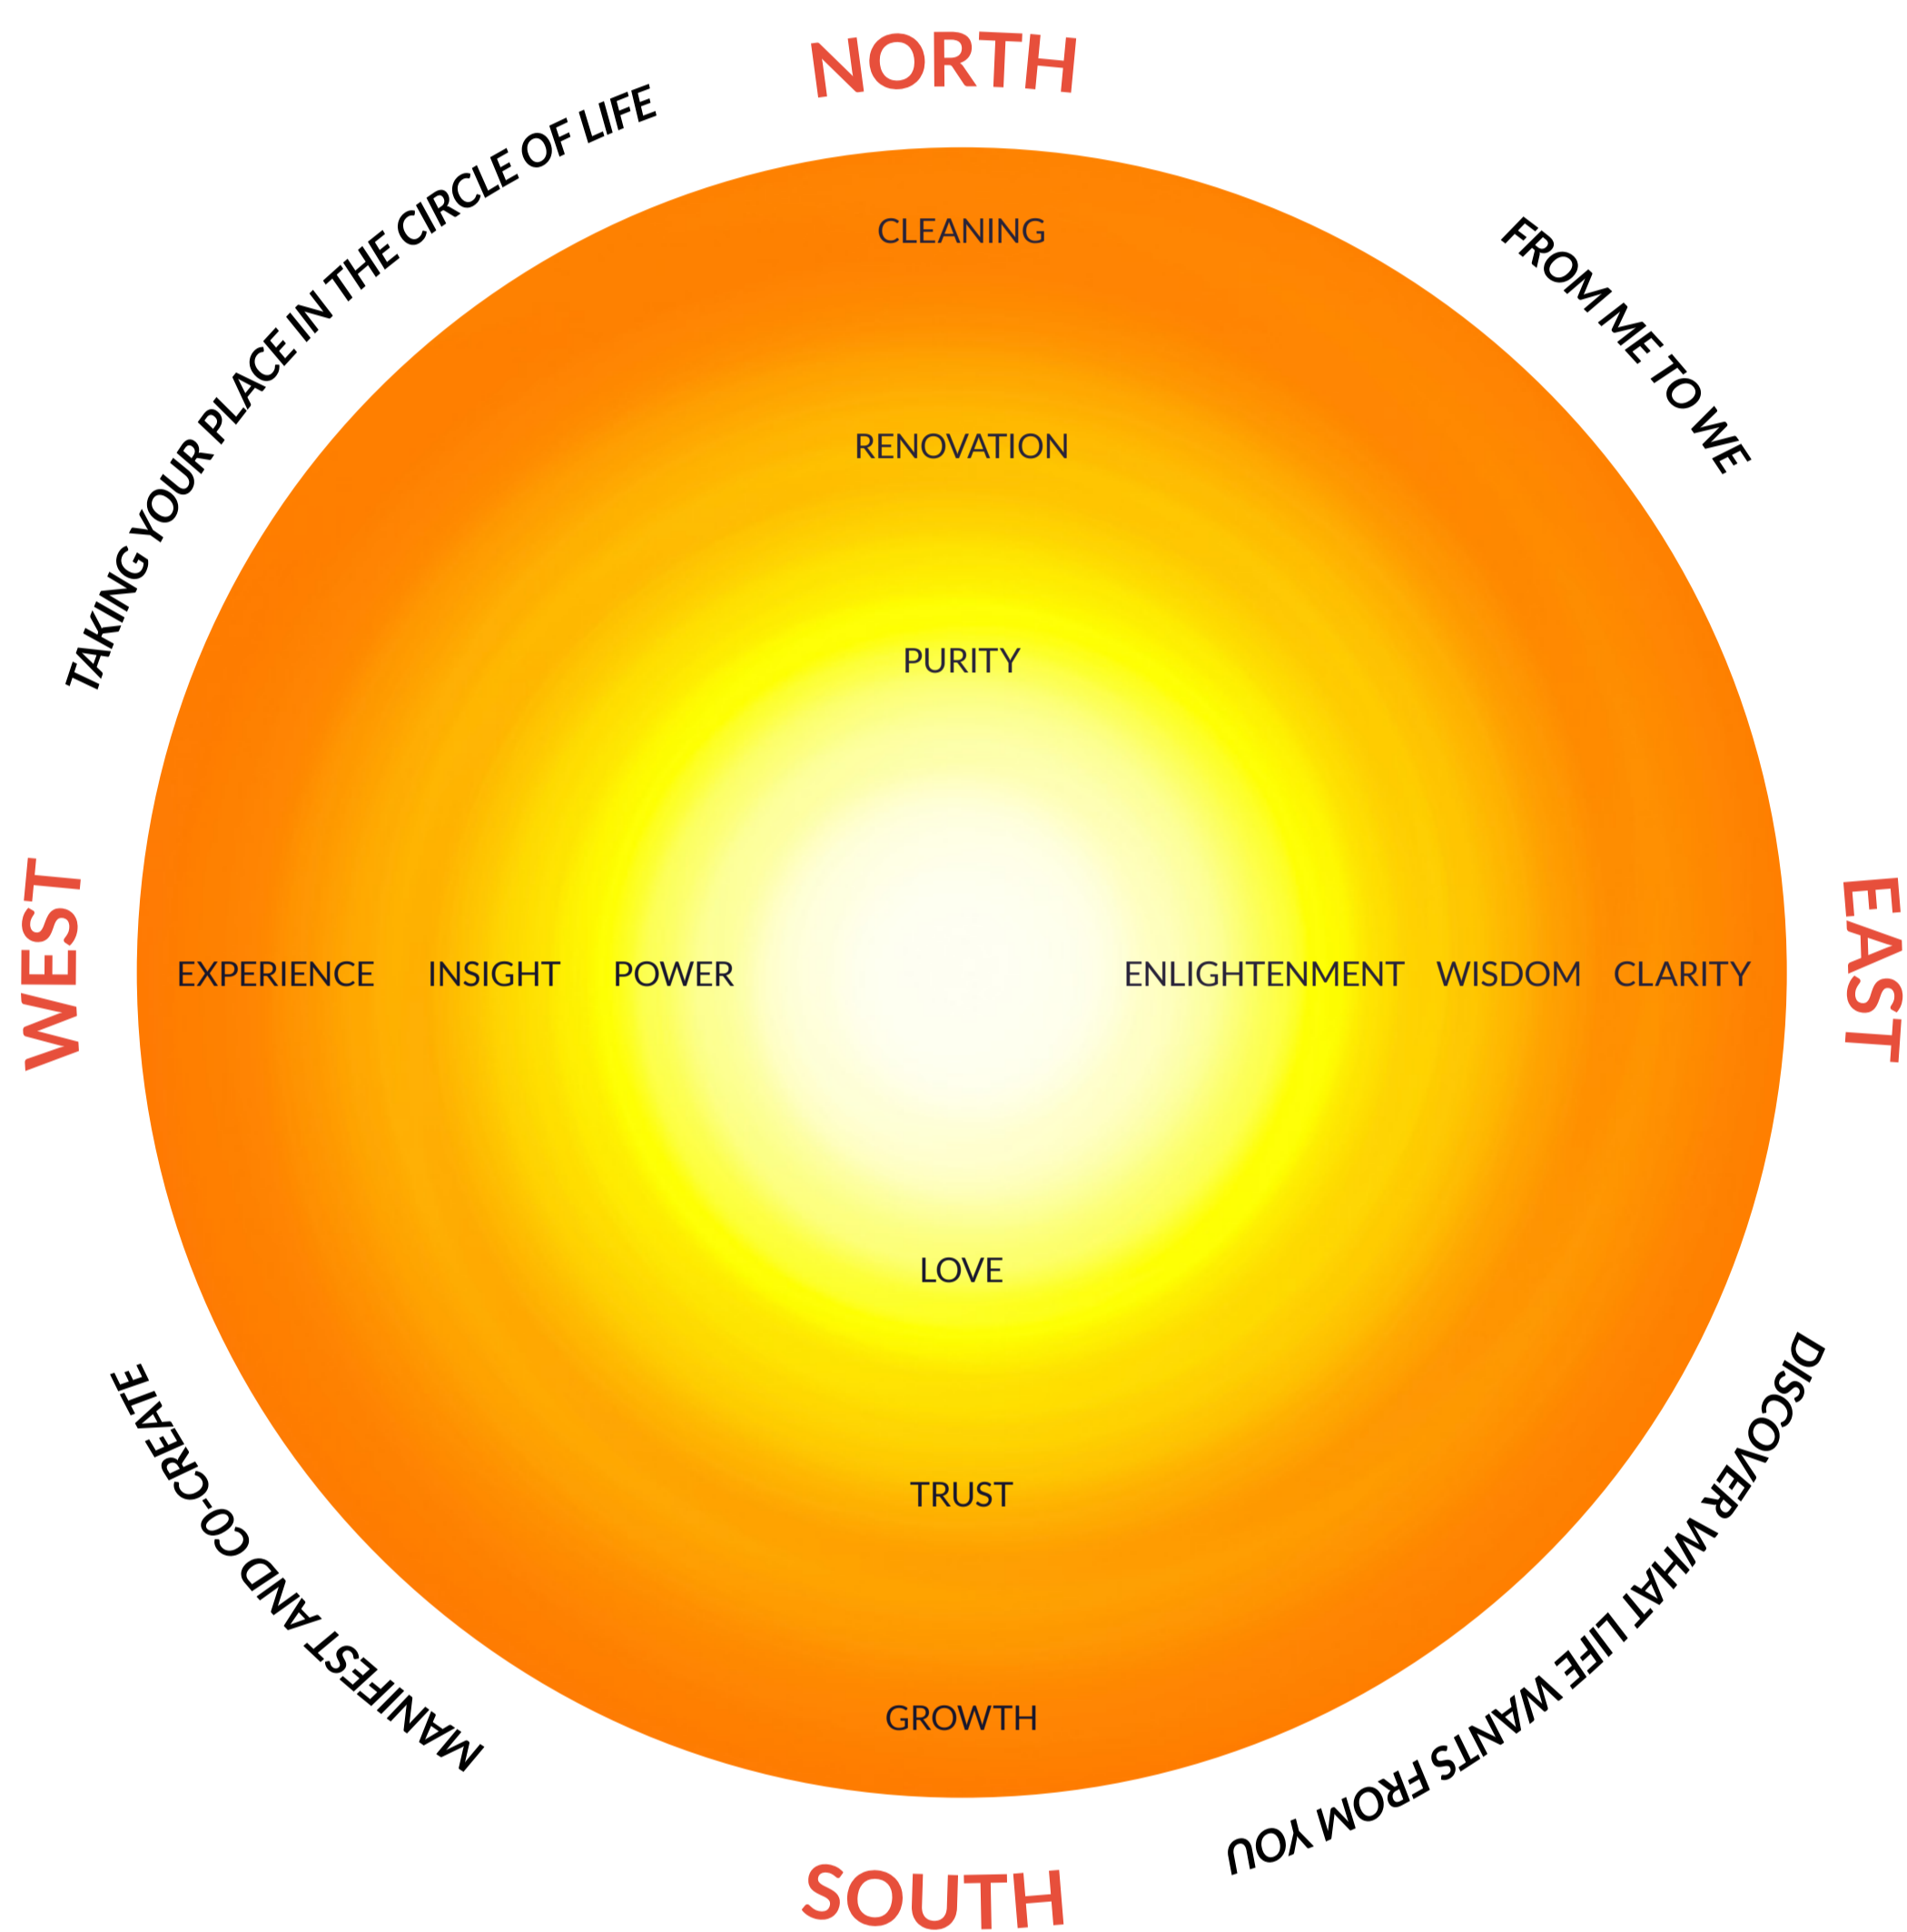 NORTH
TAKING YOUR PLACE IN THE CIRCLE OF LIFE
FROM ME TO WE
CLEANING
RENOVATION
PURITY
WEST
EXPERIENCE INSIGHT POWER ENLIGHTENMENT WISDOM CLARITY
EAST
LOVE
TRUST
GROWTH
MANIFEST AND CO-CREATE
DISCOVER WHAT LIFE WANTS FROM YOU
SOUTH